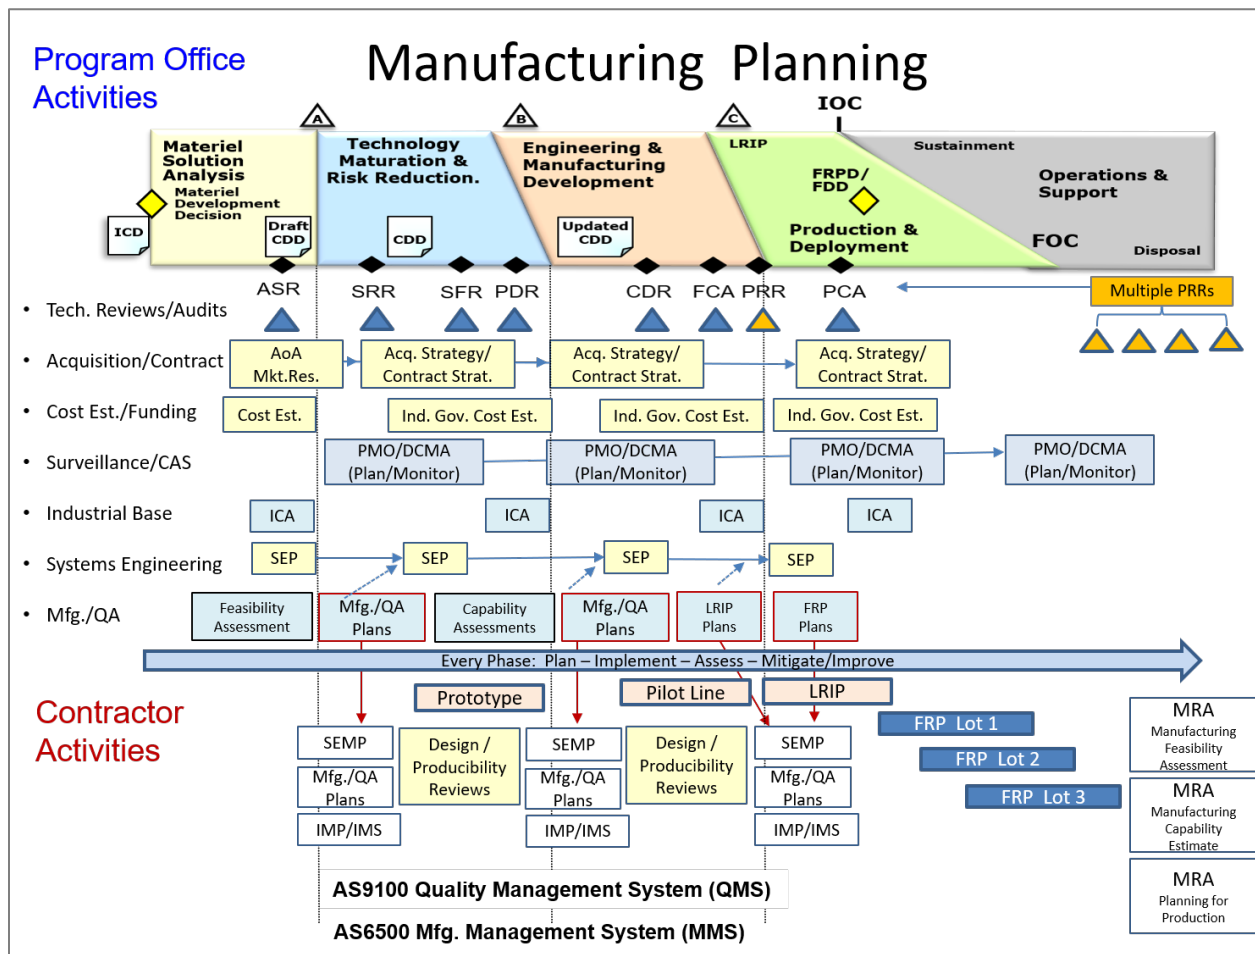 Program Office
Activities
Manufacturing Planning
A
B
C
IOC
Materiel
Solution
Analysis
Materiel
Development
Decision
ICD
Draft
CDD
Technology
Maturation &
Risk Reduction.
CDD
Engineering &
Manufacturing
Development
Updated
CDD
LRIP
FRPD/
FDD
Production &
Deployment
Sustainment
Operations &
Support
FOC
Disposal
ASR
SRR
SFR
PDR
CDR
FCA
PRR
PCA
Multiple PRRs
• Tech. Reviews/Audits
• Acquisition/Contract
AoA
Mkt.Res.
Acq. Strategy/
Contract Strat.
Acq. Strategy/
Contract Strat.
Acq. Strategy/
Contract Strat.
• Cost Est./Funding
Cost Est.
Ind. Gov. Cost Est.
Ind. Gov. Cost Est.
Ind. Gov. Cost Est.
• Surveillance/CAS
PMO/DCMA
(Plan/Monitor)
PMO/DCMA
(Plan/Monitor)
PMO/DCMA
(Plan/Monitor)
PMO/DCMA
(Plan/Monitor)
• Industrial Base
ICA
ICA
ICA
ICA
• Systems Engineering
SEP
SEP
SEP
SEP
• Mfg./QA
Feasibility
Assessment
Mfg./QA
Plans
Capability
Assessments
Mfg./QA
Plans
LRIP
Plans
FRP
Plans
Every Phase: Plan – Implement – Assess – Mitigate/Improve
Contractor
Activities
Prototype
Pilot Line
LRIP
FRP Lot 1
FRP Lot 2
FRP Lot 3
SEMP
Mfg./QA
Plans
IMP/IMS
Design /
Producibility
Reviews
SEMP
Mfg./QA
Plans
IMP/IMS
Design /
Producibility
Reviews
SEMP
Mfg./QA
Plans
IMP/IMS
MRA
Manufacturing
Feasibility
Assessment
MRA
Manufacturing
Capability
Estimate
MRA
Planning for
Production
AS9100 Quality Management System (QMS)
AS6500 Mfg. Management System (MMS)